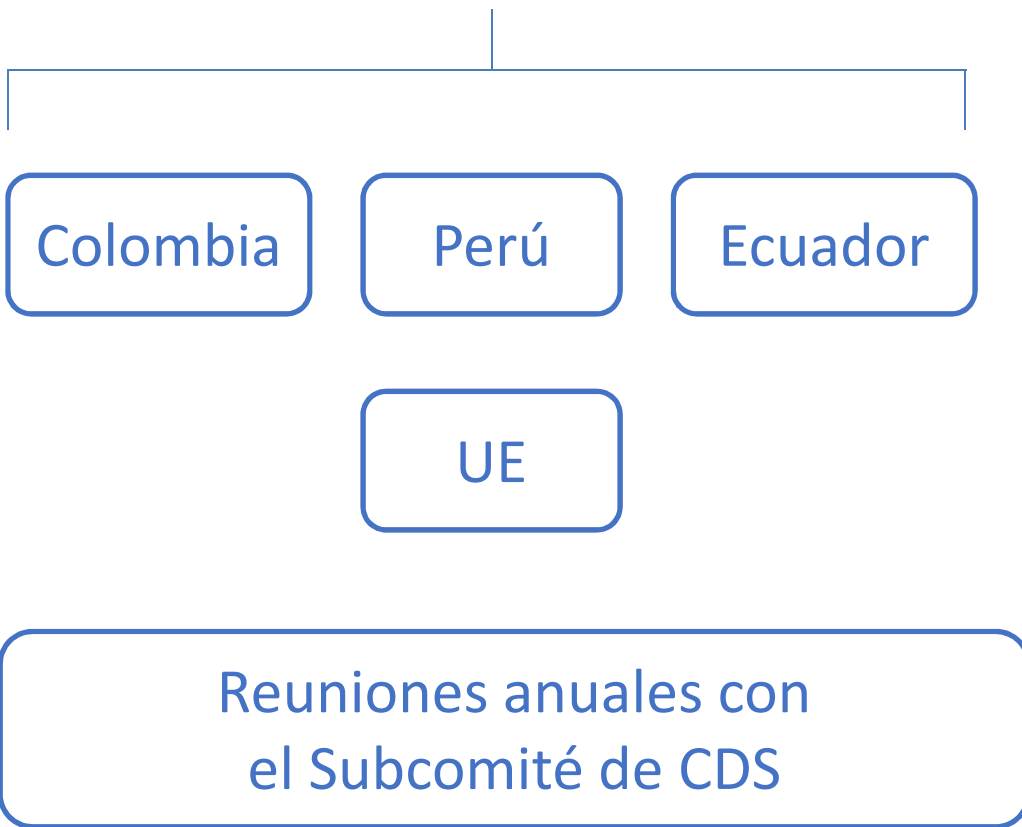 Colombia
Perú
Ecuador
UE
Reuniones anuales con
el Subcomité de CDS